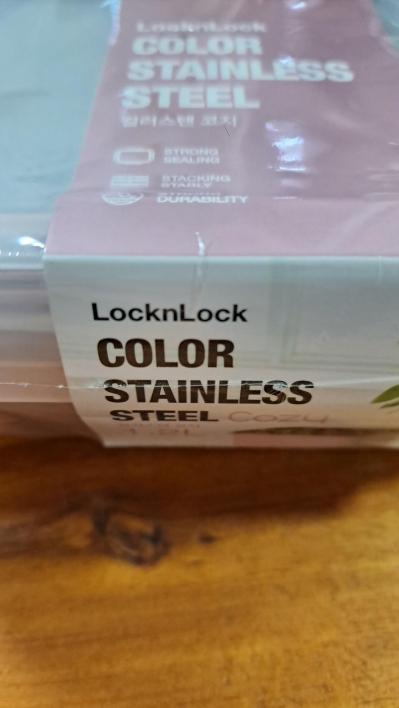 LocknLock
COLOR
STAINLESS
STEEL
컬러스텐 코지
STRONG
SEALING
STACKING
STABLY
DURABILITY
LocknLock
COLOR
STAINLESS
STEEL Cozy